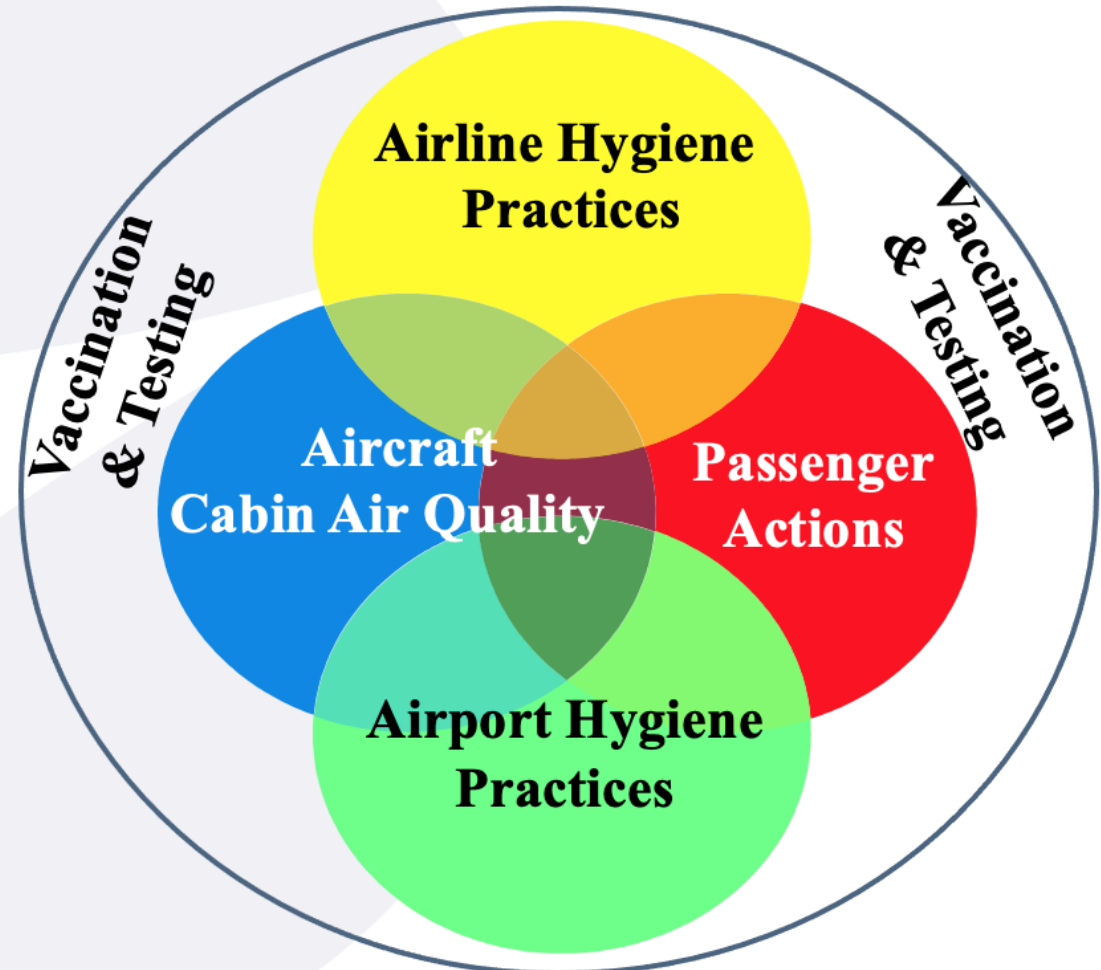 Airline Hygiene
Practices
Vaccination
& Testing
Vaccination
& Testing
Aircraft
Cabin Air Quality
Passenger
Actions
Airport Hygiene
Practices